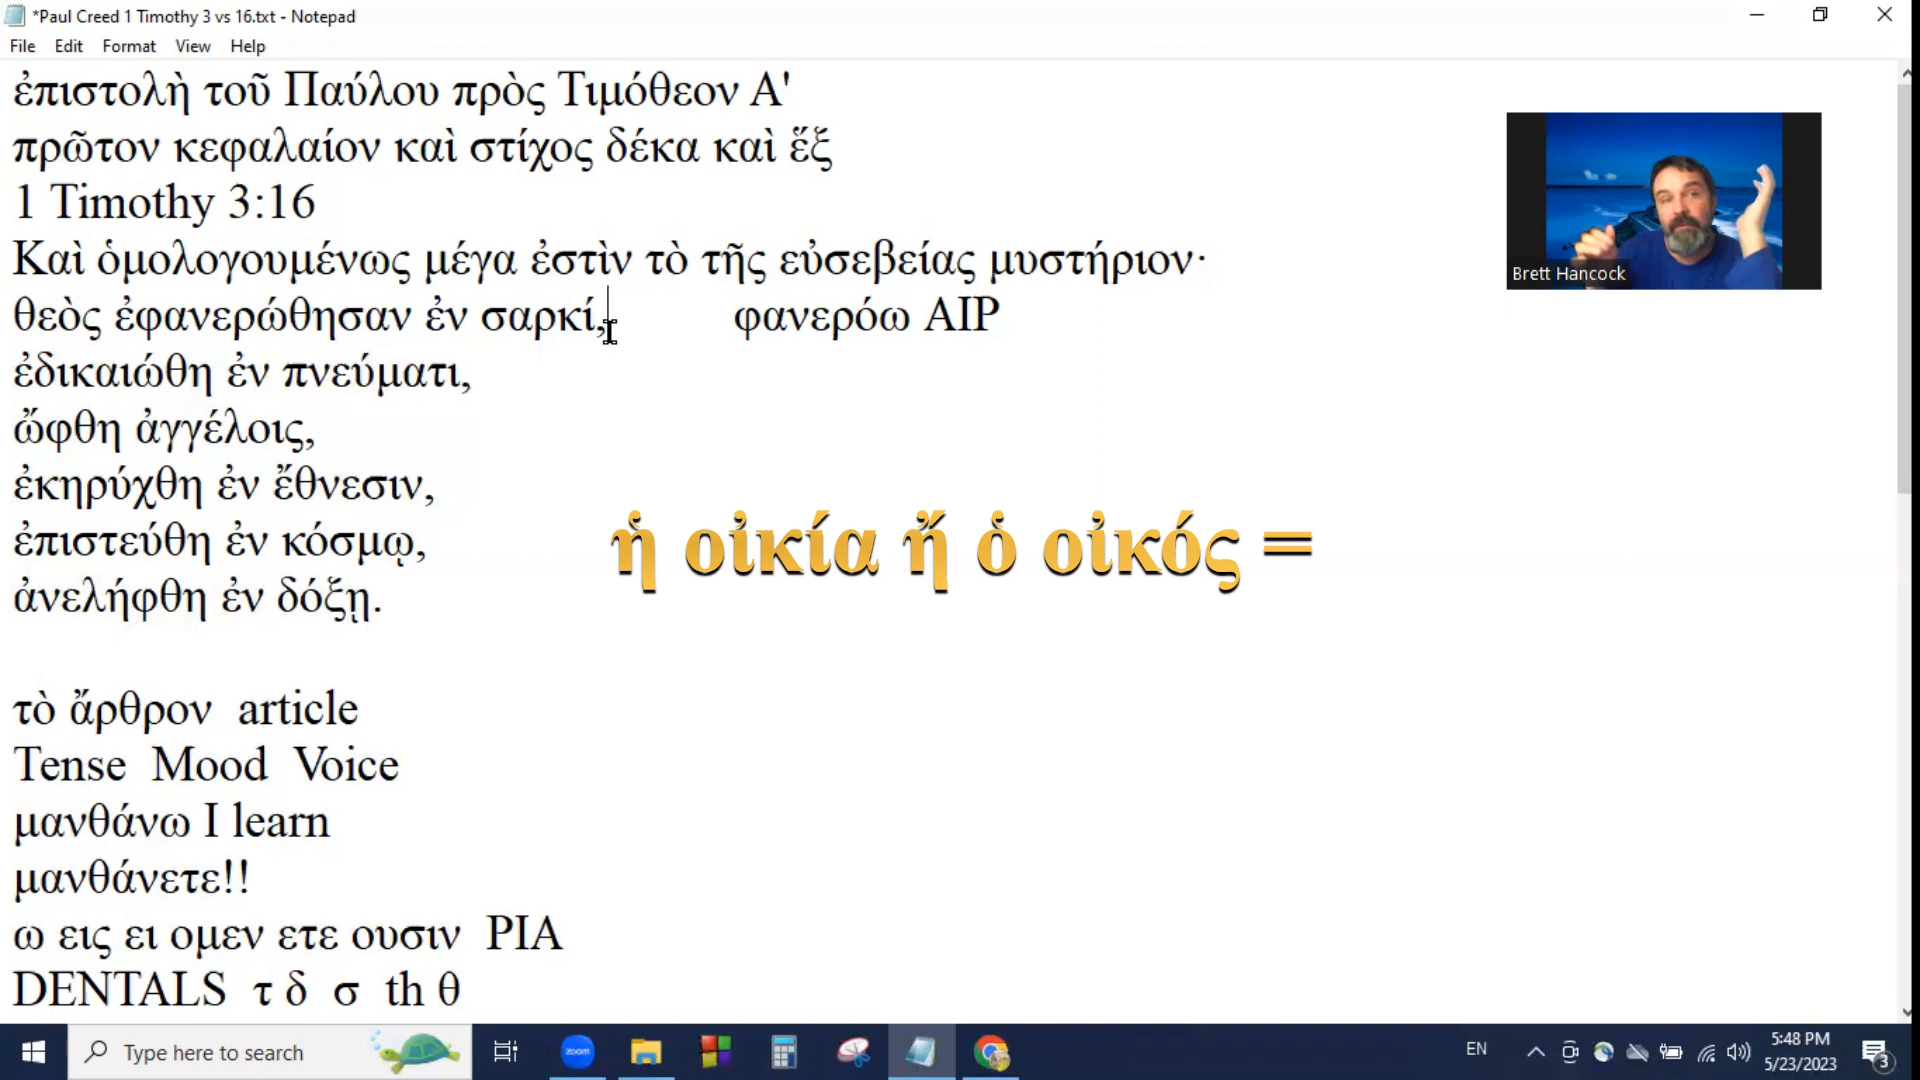 *Paul Creed 1 Timothy 3 vs 16.txt - Notepad
File Edit Format View Help
ἐπιστολὴ τοῦ Παύλου πρὸς Τιμόθεον Α'
πρῶτον κεφαλαίον καὶ στίχος δέκα καὶ ἕξ
1 Timothy 3:16
Καὶ ὁμολογουμένως μέγα ἐστὶν τὸ τῆς εὐσεβείας μυστήριον·
θεὸς ἐφανερώθησαν ἐν σαρκί, φανερόω AIP
ἐδικαιώθη ἐν πνεύματι,
ὤφθη ἀγγέλοις,
ἐκηρύχθη ἐν ἔθνεσιν,
ἐπιστεύθη ἐν κόσμῳ,
ἀνελήφθη ἐν δόξῃ.
Brett Hancock
ἡ οἰκία ἤ ὁ οἰκός =
τὸ ἄρθρον article
Tense Mood Voice
μανθάνω I learn
μανθάνετε!!
ω εις ει ομεν ετε ουσιν PIA
DENTALS τ δ σ th θ
Type here to search
zoom
EN
5:48 PM
5/23/2023
3